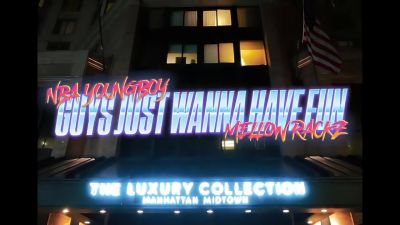 NBA YOUNGBOY
GUYS JUST WANNA HAVE FUN
MELLOW RACKZ
THE LUXURY COLLECTION
MANHATTAN MIDTOWN